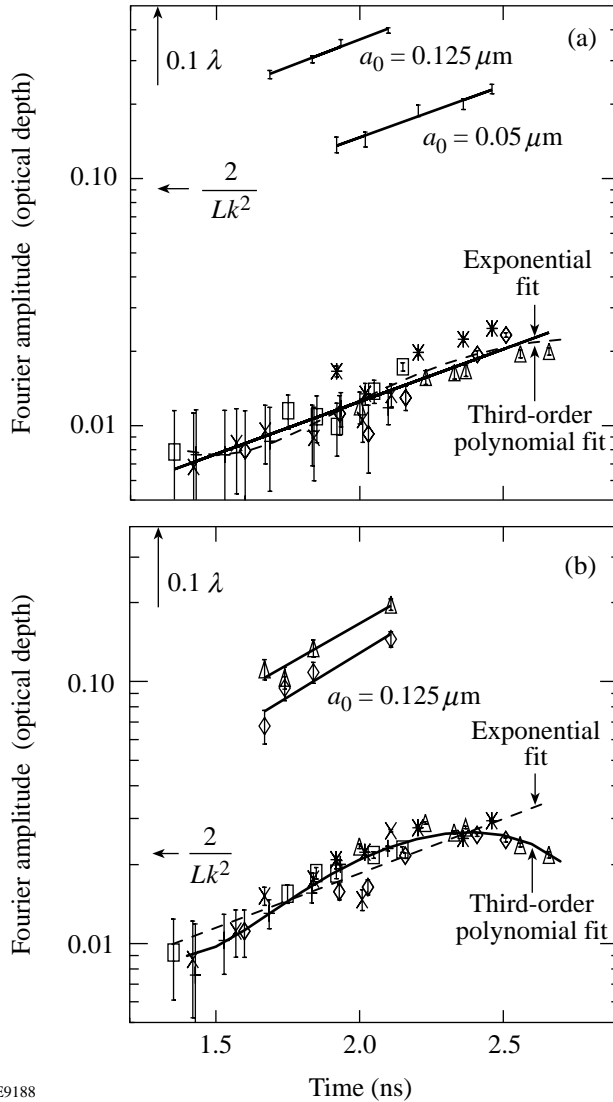 (a)
0.1 λ
a0 = 0.125 μm
a0 = 0.05 μm
0.10
2
Lk2
Exponential
fit
0.01
Third-order
polynomial fit
Fourier amplitude (optical depth)
(b)
0.1 λ
0.10
a0 = 0.125 μm
Exponential
fit
2
Lk2
0.01
Third-order
polynomial fit
Fourier amplitude (optical depth)
1.5 2.0 2.5
Time (ns)
E9188